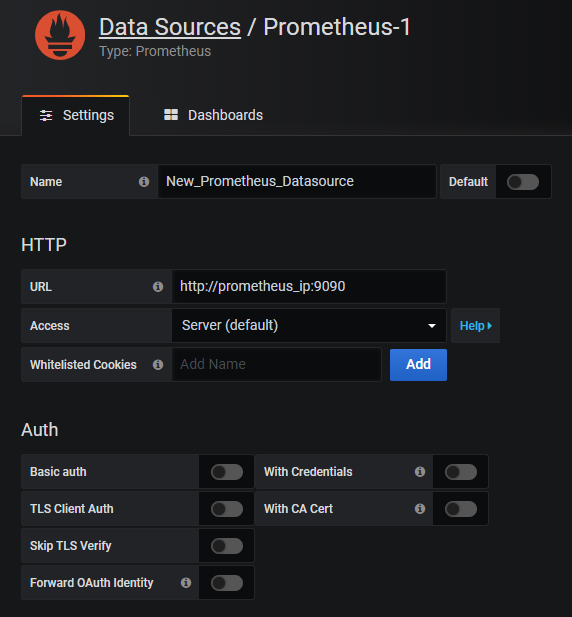 Data Sources / Prometheus-1
Type: Prometheus
Settings Dashboards
Name New_Prometheus_Datasource Default
HTTP
URL http://prometheus_ip:9090
Access Server (default) Help
Whitelisted Cookies Add Name Add
Auth
Basic auth With Credentials
TLS Client Auth With CA Cert
Skip TLS Verify
Forward OAuth Identity